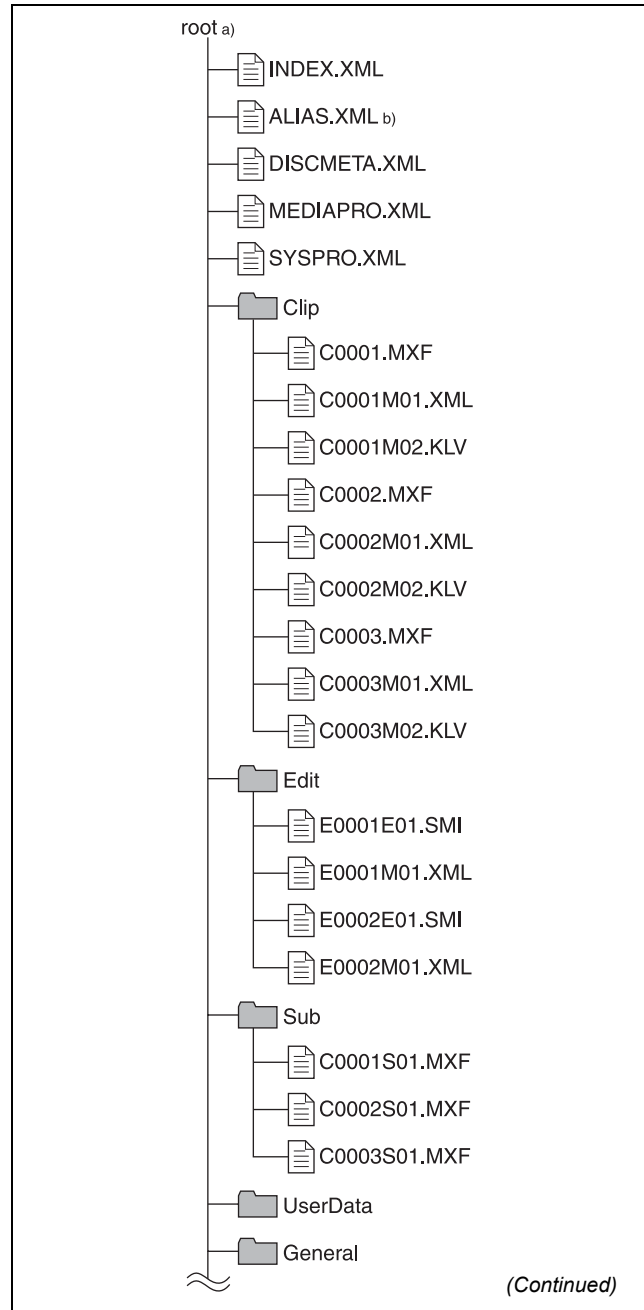 root a)
INDEX.XML
ALIAS.XML b)
DISCMETA.XML
MEDIAPRO.XML
SYSPRO.XML
Clip
C0001.MXF
C0001M01.XML
C0001M02.KLV
C0002.MXF
C0002M01.XML
C0002M02.KLV
C0003.MXF
C0003M01.XML
C0003M02.KLV
Edit
E0001E01.SMI
E0001M01.XML
E0002E01.SMI
E0002M01.XML
Sub
C0001S01.MXF
C0002S01.MXF
C0003S01.MXF
UserData
General
(Continued)